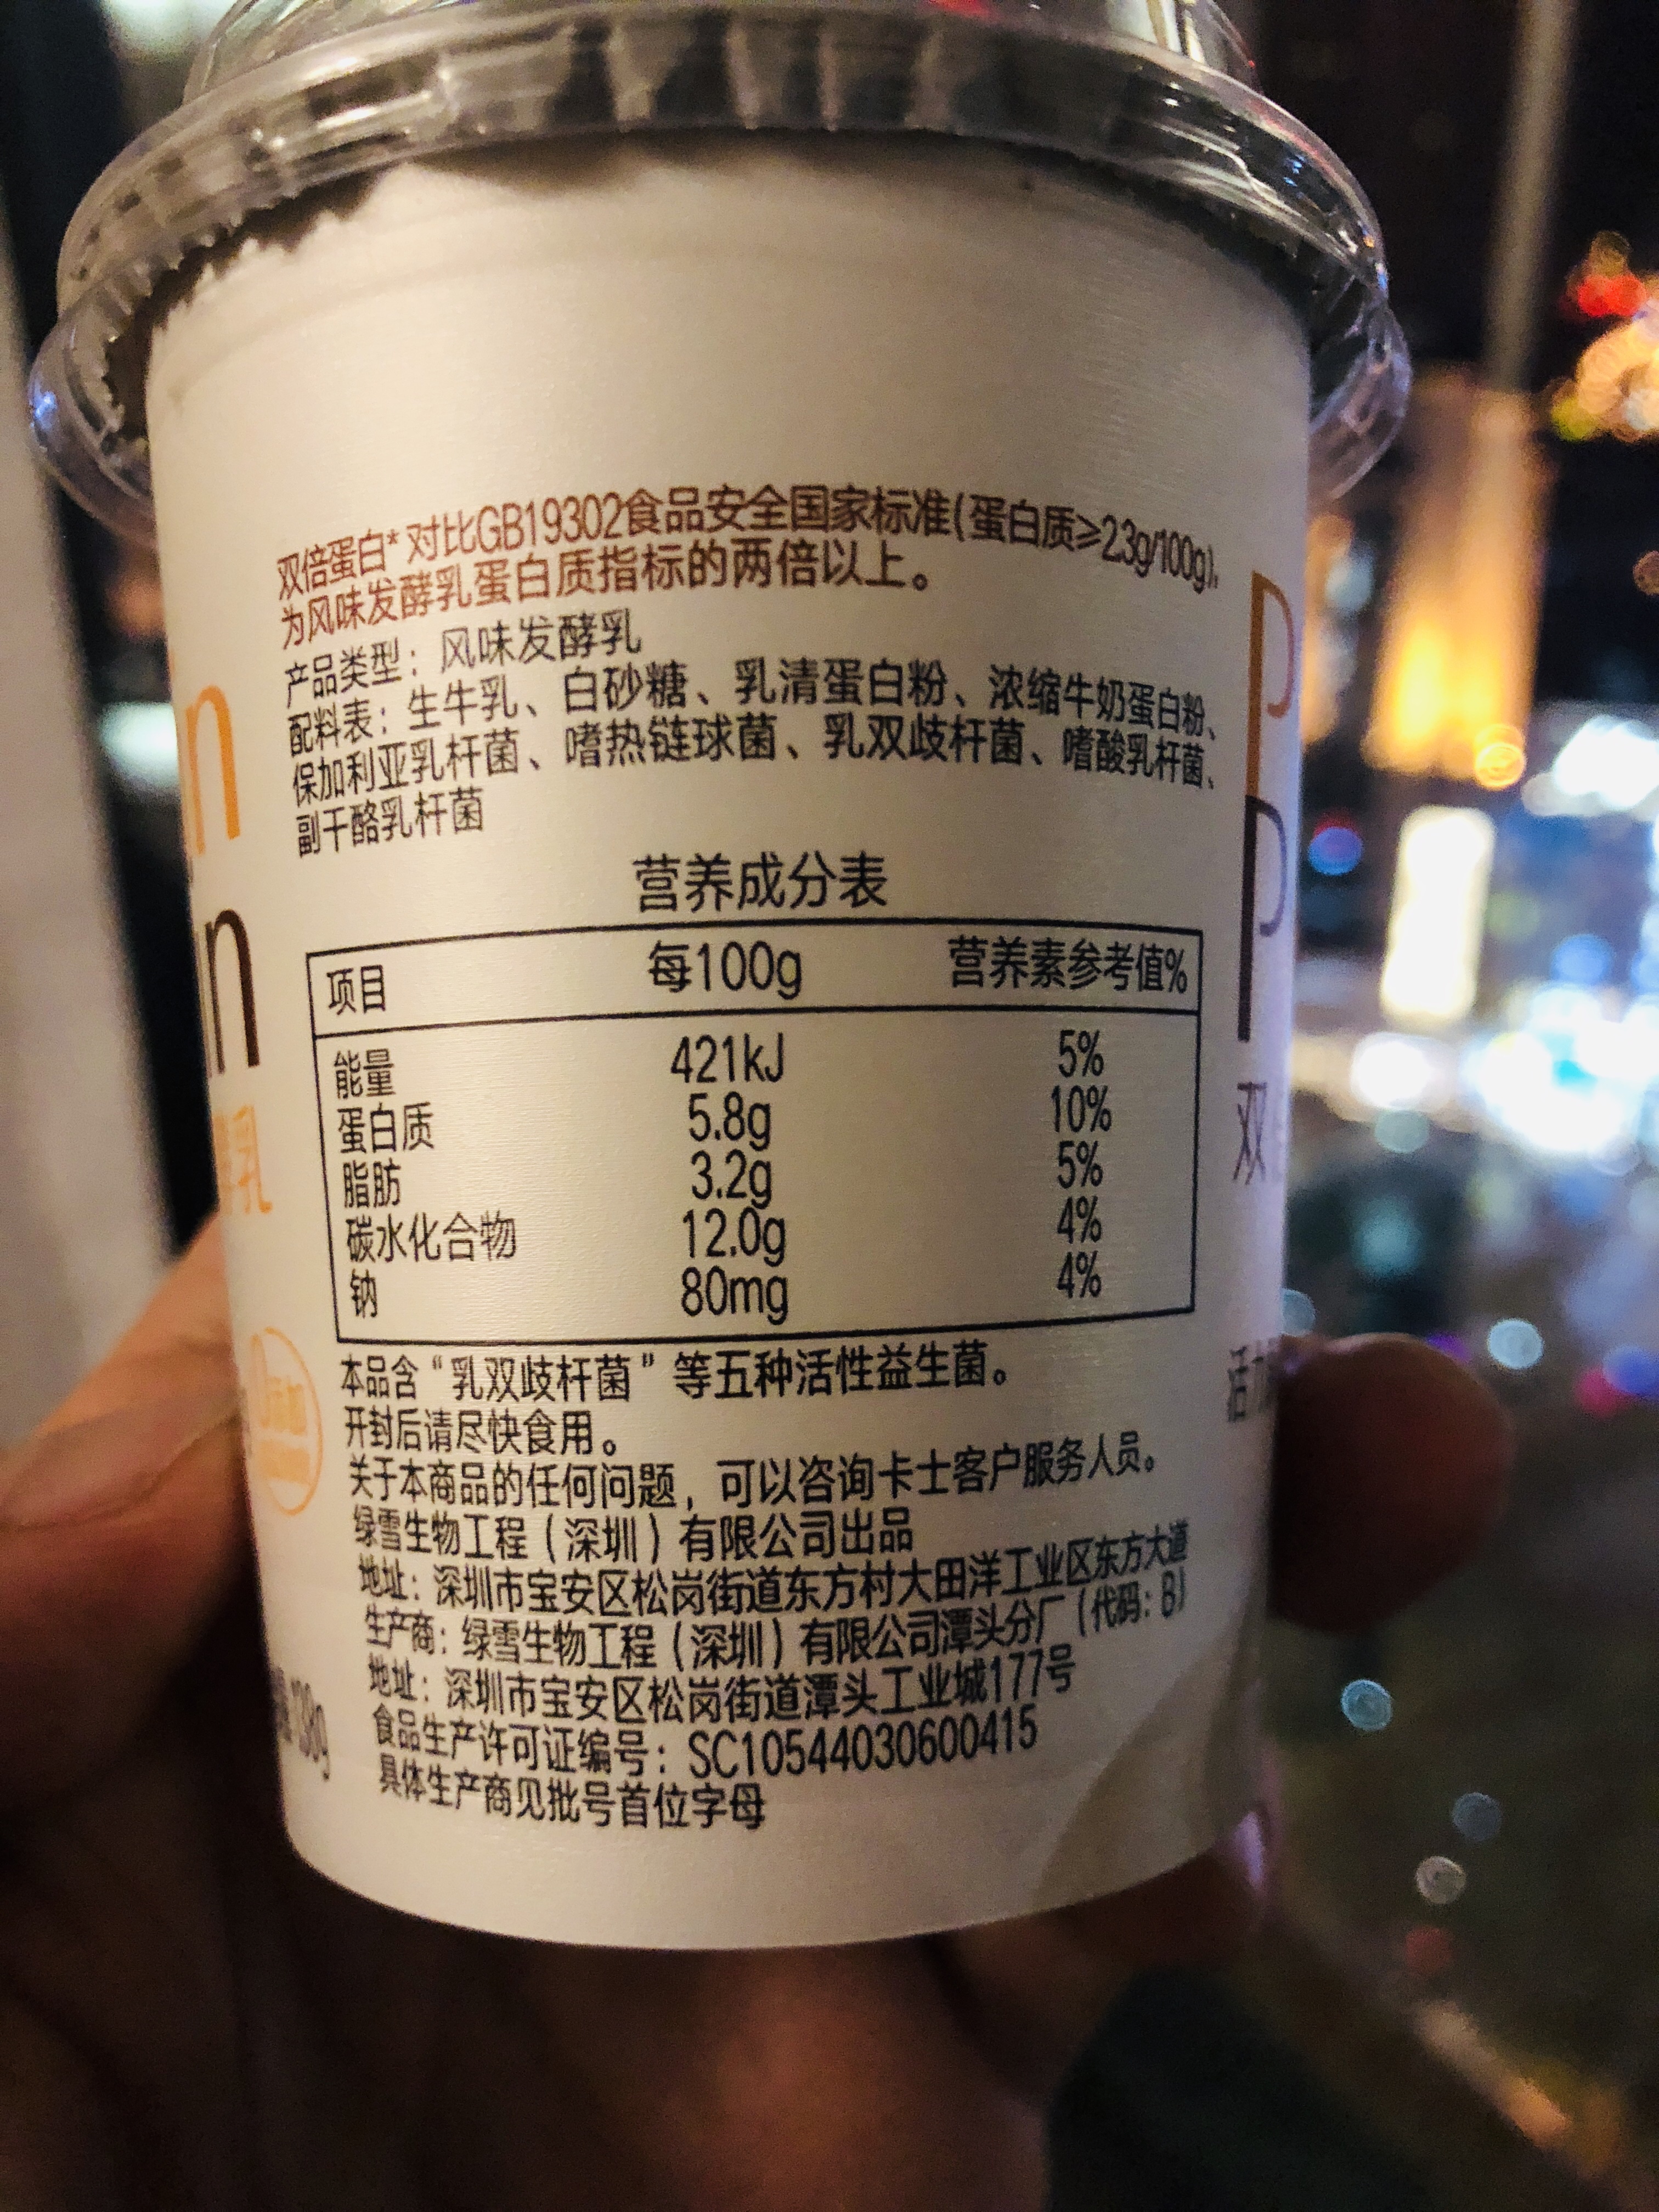 双倍蛋白*对比GB19302食品安全国家标准(蛋白质≥2.3g/100g),
为风味发酵乳蛋白质指标的两倍以上。
产品类型：风味发酵乳
配料表：生牛乳、白砂糖、乳清蛋白粉、浓缩牛奶蛋白粉、
保加利亚乳杆菌、嗜热链球菌、乳双歧杆菌、嗜酸乳杆菌、
副干酪乳杆菌
营养成分表
项目 每100g 营养素参考值%
能量 421kJ 5%
蛋白质 5.8g 10%
脂肪 3.2g 5%
碳水化合物 12.0g 4%
钠 80mg 4%
本品含“乳双歧杆菌”等五种活性益生菌。
开封后请尽快食用。
关于本商品的任何问题，可以咨询卡士客户服务人员。
绿雪生物工程（深圳）有限公司出品
地址：深圳市宝安区松岗街道东方村大田洋工业区东方大道
生产商：绿雪生物工程（深圳）有限公司潭头分厂（代码：B）
地址：深圳市宝安区松岗街道潭头工业城177号
食品生产许可证编号：SC10544030600415
具体生产商见批号首位字母